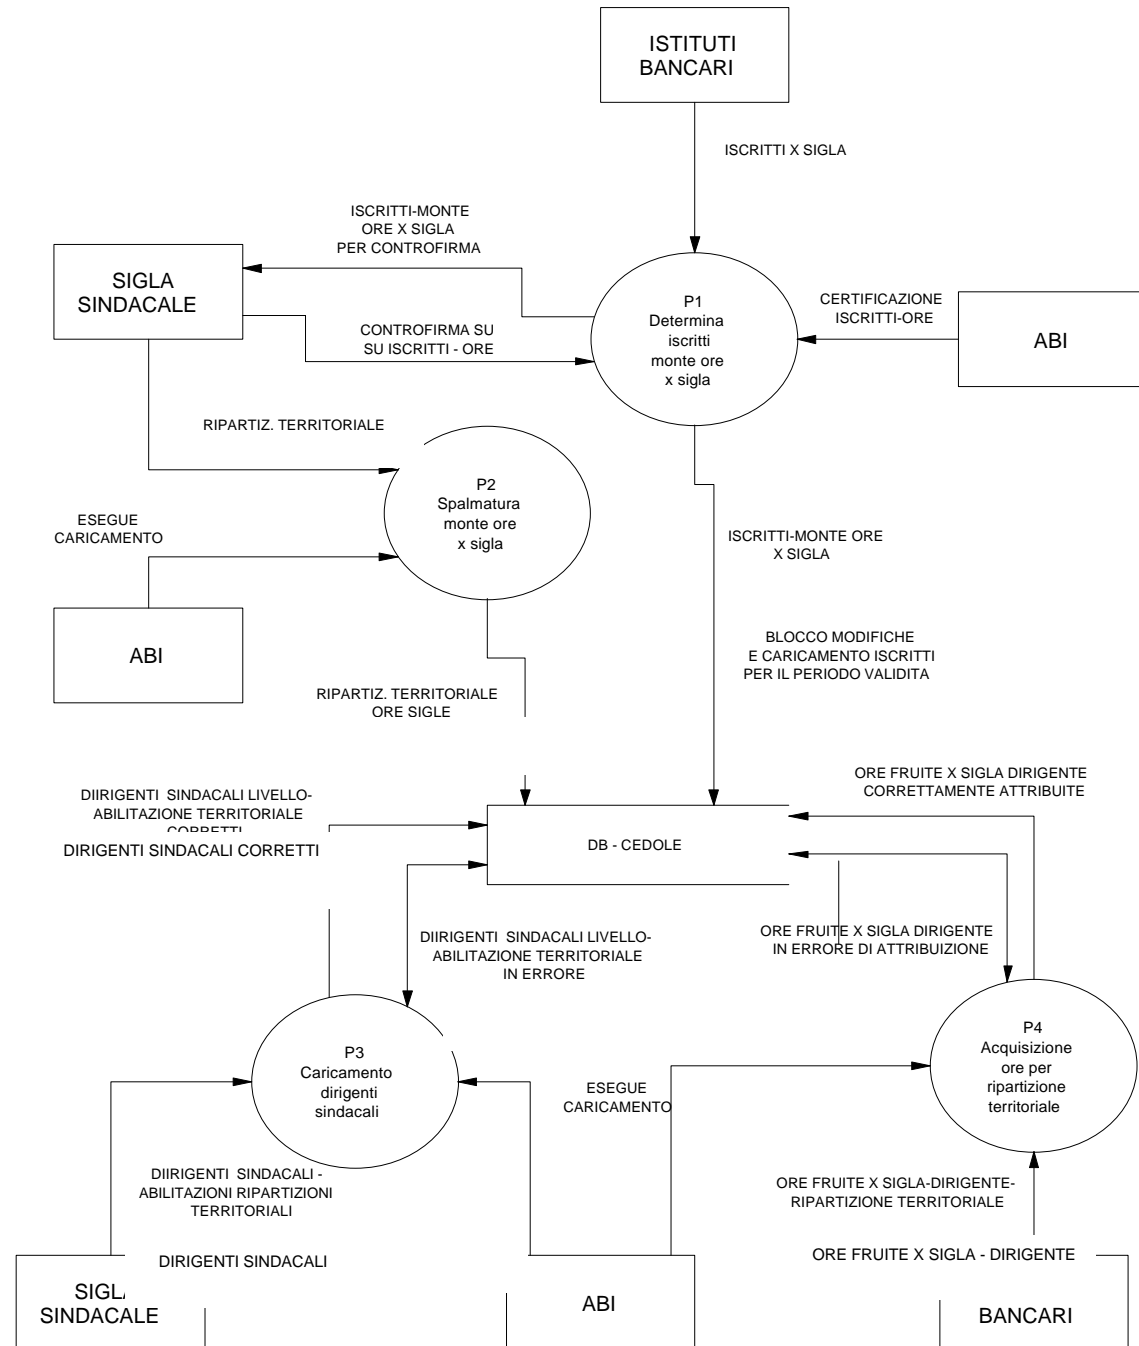 ISTITUTI
BANCARI
ISCRITTI X SIGLA
ISCRITTI-MONTE
ORE X SIGLA
PER CONTROFIRMA
SIGLA
SINDACALE
CONTROFIRMA SU
SU ISCRITTI - ORE
P1
Determina
iscritti
monte ore
x sigla
CERTIFICAZIONE
ISCRITTI-ORE
ABI
RIPARTIZ. TERRITORIALE
P2
Spalmatura
monte ore
x sigla
ESEGUE
CARICAMENTO
ABI
ISCRITTI-MONTE ORE
X SIGLA
BLOCCO MODIFICHE
E CARICAMENTO ISCRITTI
PER IL PERIODO VALIDITA
RIPARTIZ. TERRITORIALE
ORE SIGLE
ORE FRUITE X SIGLA DIRIGENTE
CORRETTAMENTE ATTRIBUITE
DIIRIGENTI SINDACALI LIVELLO-
ABILITAZIONE TERRITORIALE
CORRETTI
DIRIGENTI SINDACALI CORRETTI
DB - CEDOLE
DIIRIGENTI SINDACALI LIVELLO-
ABILITAZIONE TERRITORIALE
IN ERRORE
ORE FRUITE X SIGLA DIRIGENTE
IN ERRORE DI ATTRIBUIZIONE
P3
Caricamento
dirigenti
sindacali
ESEGUE
CARICAMENTO
P4
Acquisizione
ore per
ripartizione
territoriale
DIIRIGENTI SINDACALI -
ABILITAZIONI RIPARTIZIONI
TERRITORIALI
ORE FRUITE X SIGLA-DIRIGENTE-
RIPARTIZIONE TERRITORIALE
DIRIGENTI SINDACALI
ORE FRUITE X SIGLA - DIRIGENTE
SIGLA
SINDACALE
ABI
BANCARI